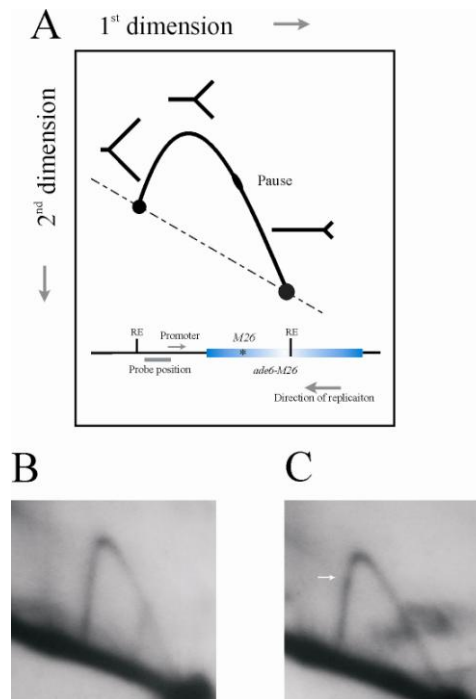 A
1st dimension
2nd dimension
Pause
RE
Promoter
M26
RE
*
Probe position
ade6-M26
Direction of replicaiton
B
C